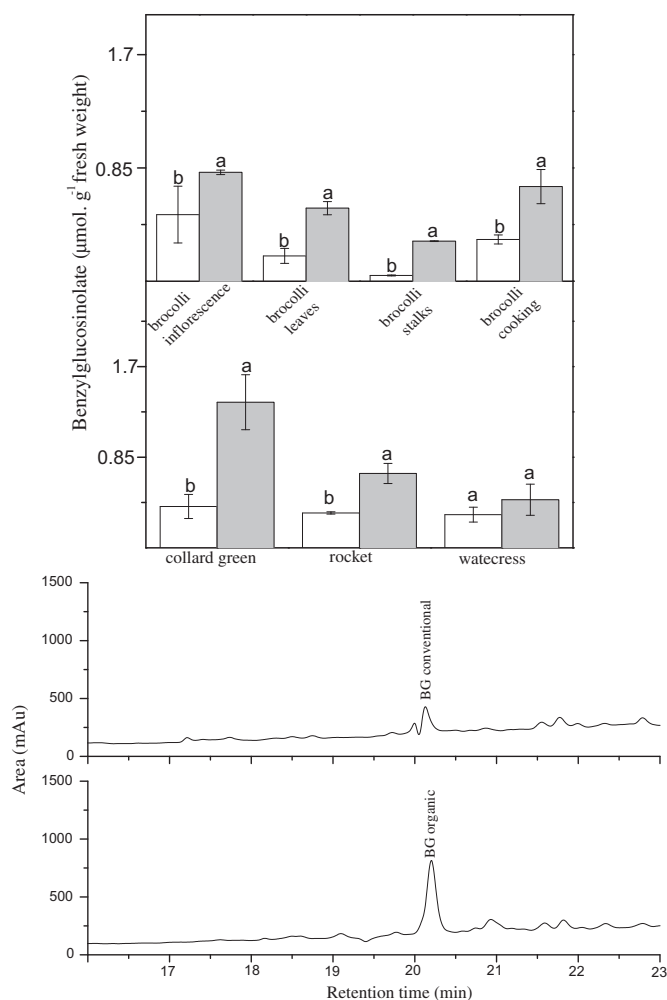 Benzylglucosinolate (µmol. g-1 fresh weight)
1.7
0.85
b
a
b
a
b
a
b
a
brocolli
inflorescence
brocolli
leaves
brocolli
stalks
brocolli
cooking
1.7
0.85
b
a
b
a
a
a
collard green
rocket
watecress
Area (mAu)
1500
1000
500
0
BG conventional
1500
1000
500
0
BG organic
17
18
19
20
21
22
23
Retention time (min)